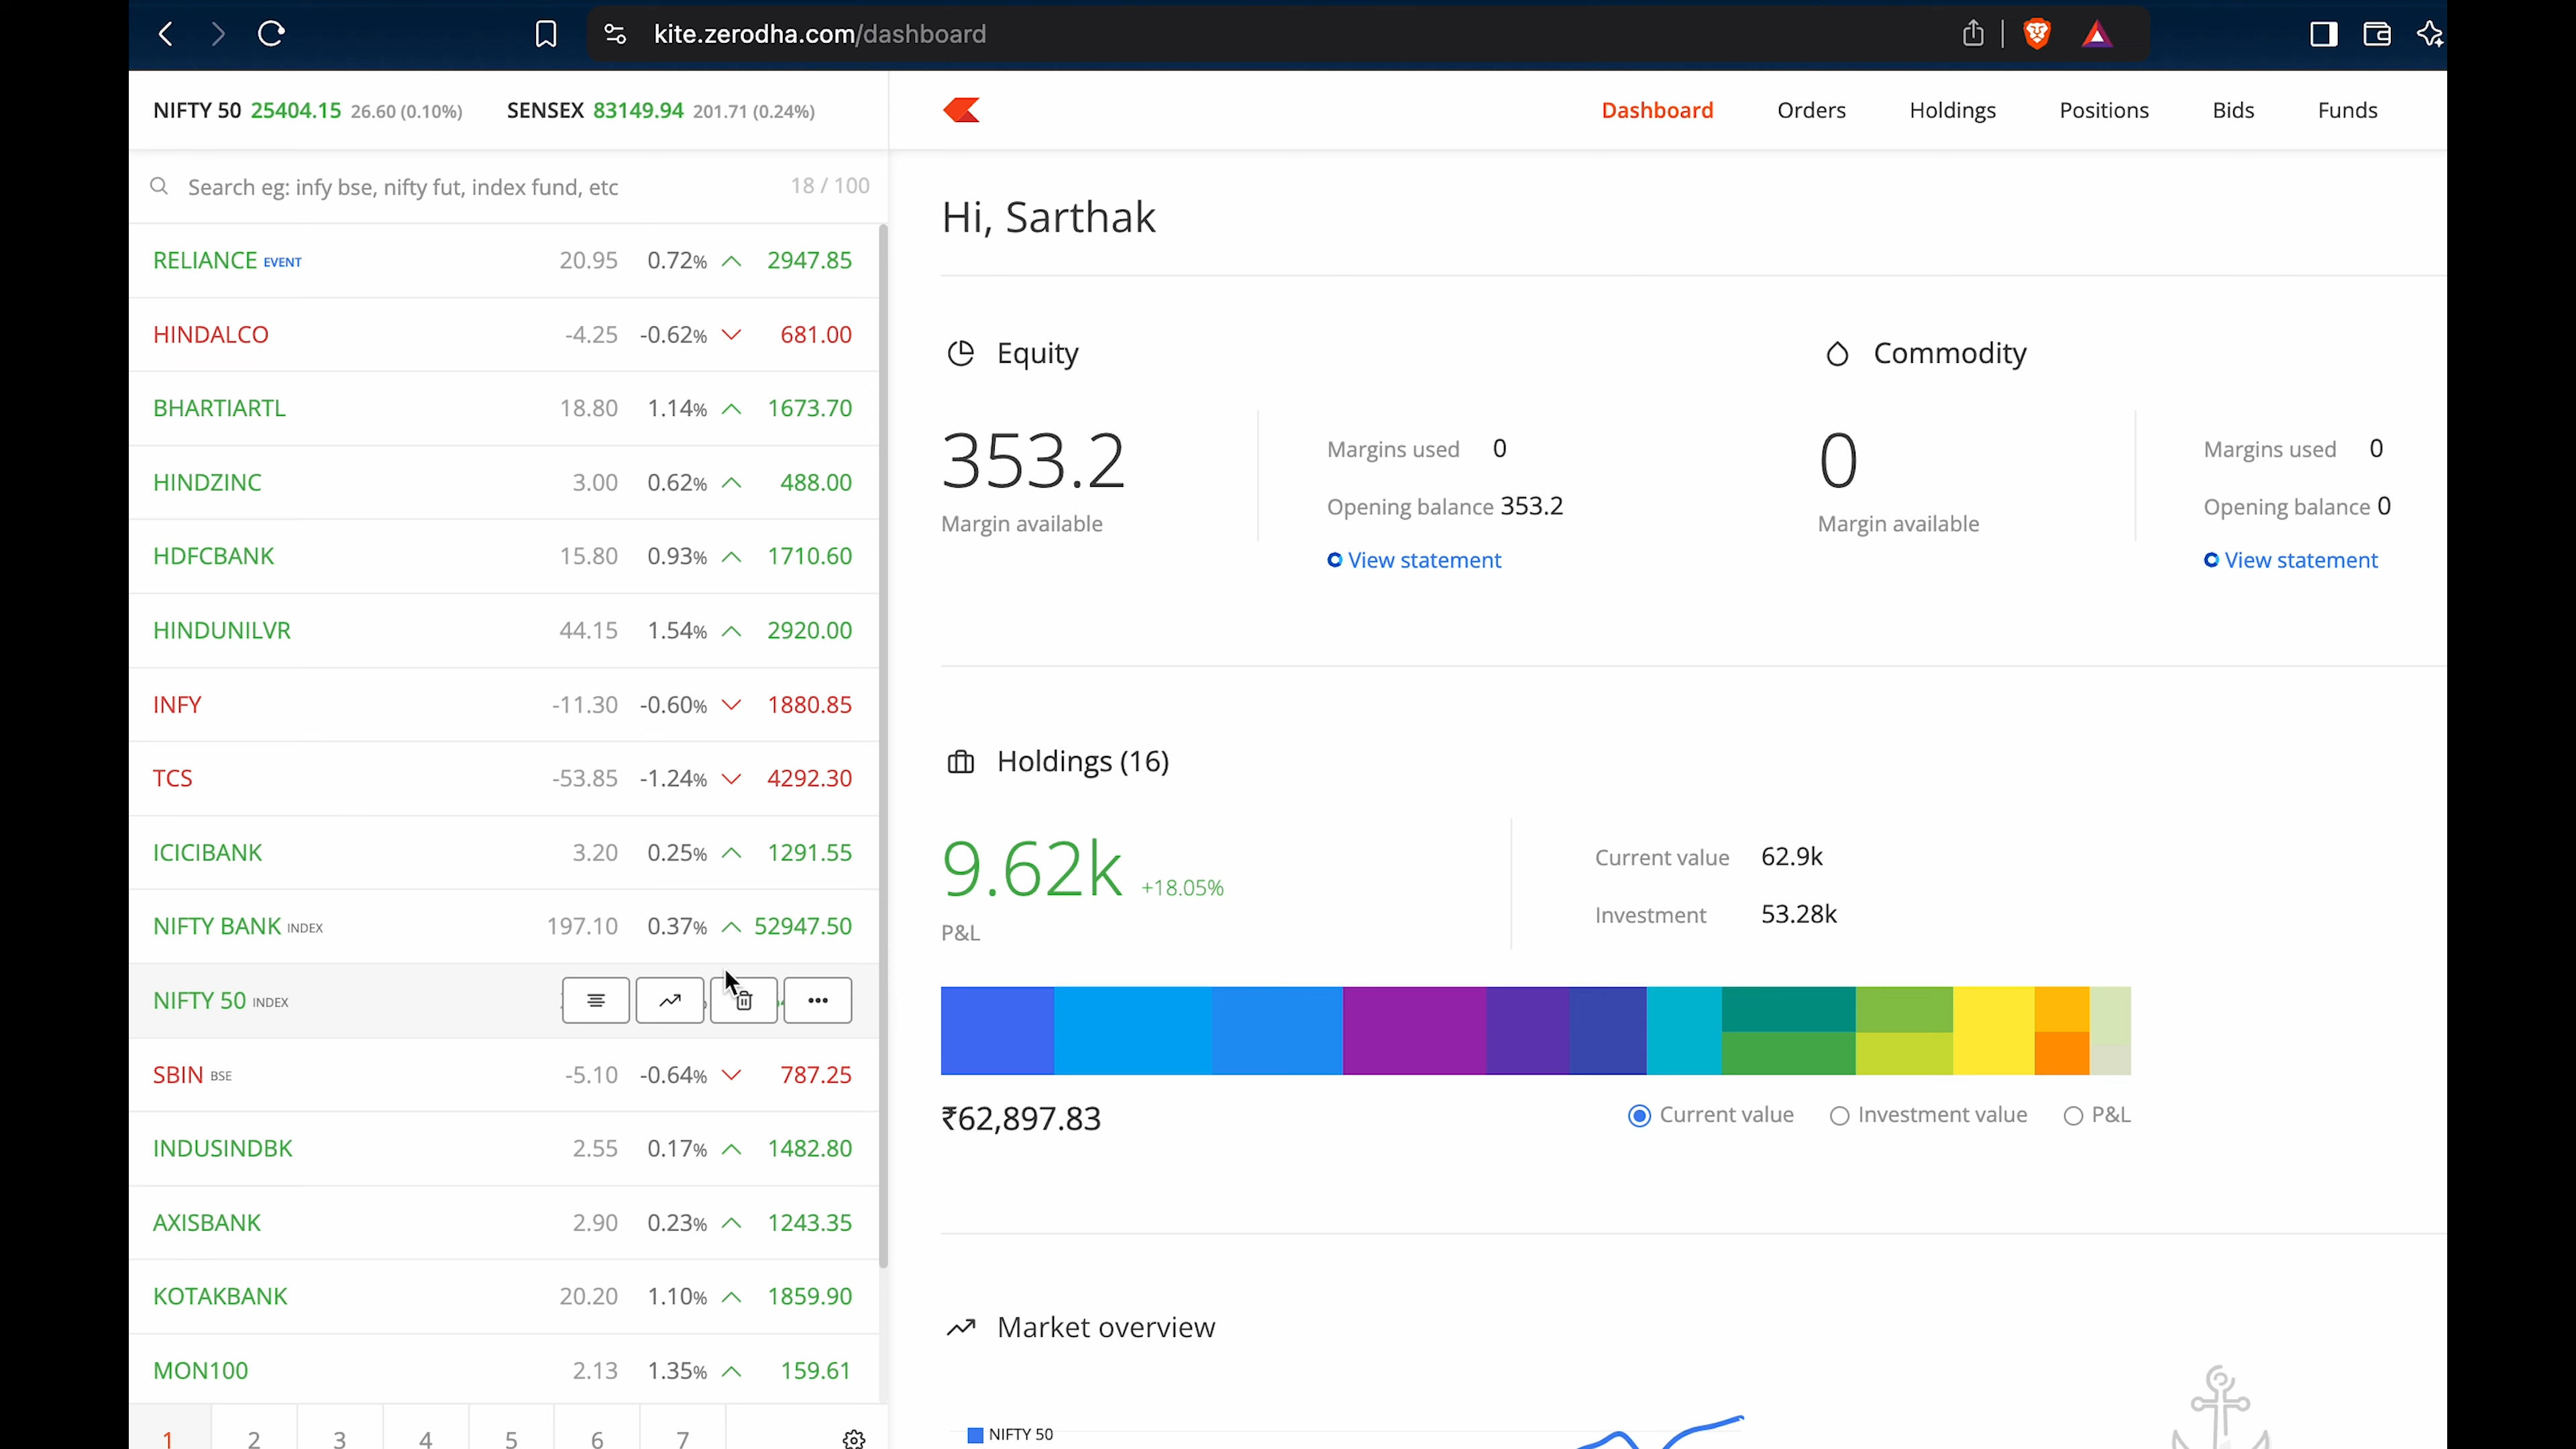 kite.zerodha.com/dashboard
NIFTY 50 25404.15 26.60 (0.10%) SENSEX 83149.94 201.71 (0.24%)
Dashboard Orders Holdings Positions Bids Funds
Search eg: infy bse, nifty fut, index fund, etc 18 / 100
RELIANCE EVENT 20.95 0.72% 2947.85
HINDALCO -4.25 -0.62% 681.00
BHARTIARTL 18.80 1.14% 1673.70
HINDZINC 3.00 0.62% 488.00
HDFCBANK 15.80 0.93% 1710.60
HINDUNILVR 44.15 1.54% 2920.00
INFY -11.30 -0.60% 1880.85
TCS -53.85 -1.24% 4292.30
ICICIBANK 3.20 0.25% 1291.55
NIFTY BANK INDEX 197.10 0.37% 52947.50
NIFTY 50 INDEX
SBIN BSE -5.10 -0.64% 787.25
INDUSINDBK 2.55 0.17% 1482.80
AXISBANK 2.90 0.23% 1243.35
KOTAKBANK 20.20 1.10% 1859.90
MON100 2.13 1.35% 159.61
1 2 3 4 5 6 7
Hi, Sarthak
Equity
353.2
Margin available
Margins used 0
Opening balance 353.2
View statement
Commodity
0
Margin available
Margins used 0
Opening balance 0
View statement
Holdings (16)
9.62k +18.05%
P&L
Current value 62.9k
Investment 53.28k
₹62,897.83
Current value Investment value P&L
Market overview
NIFTY 50